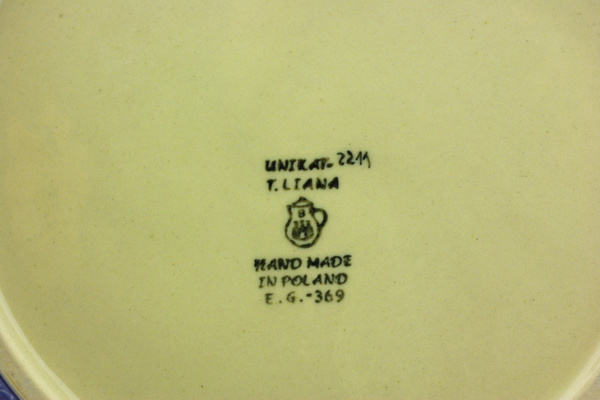 UNIKAT- 2211
T. LIANA
B
HAND MADE
IN POLAND
E.G.-369